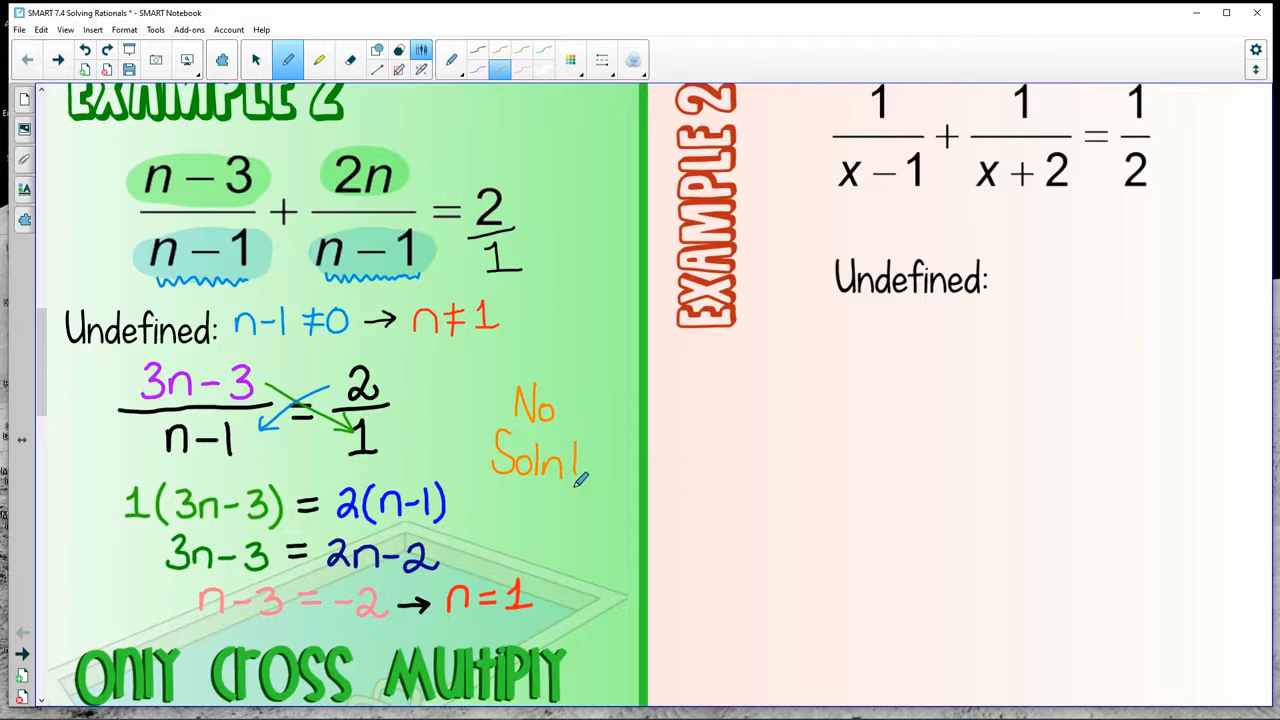 SMART 7.4 Solving Rationals * - SMART Notebook
File Edit View Insert Format Tools Add-ons Help
EXAMPLE 2
n − 3 2n
n − 1 + n − 1 = 2
1
Undefined: n-1 ≠0 → n≠1
3n-3 = 2
n-1 1
No
Soln!
1(3n-3) = 2(n-1)
3n-3 = 2n-2
n-3 = -2 → n=1
ONLY CROSS MULTIPLY
EXAMPLE 2
1 1 1
x − 1 + x + 2 = 2
Undefined: